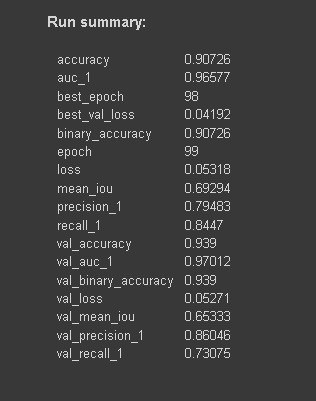 Run summary:
accuracy 0.90726
auc_1 0.96577
best_epoch 98
best_val_loss 0.04192
binary_accuracy 0.90726
epoch 99
loss 0.05318
mean_iou 0.69294
precision_1 0.79483
recall_1 0.8447
val_accuracy 0.939
val_auc_1 0.97012
val_binary_accuracy 0.939
val_loss 0.05271
val_mean_iou 0.65333
val_precision_1 0.86046
val_recall_1 0.73075